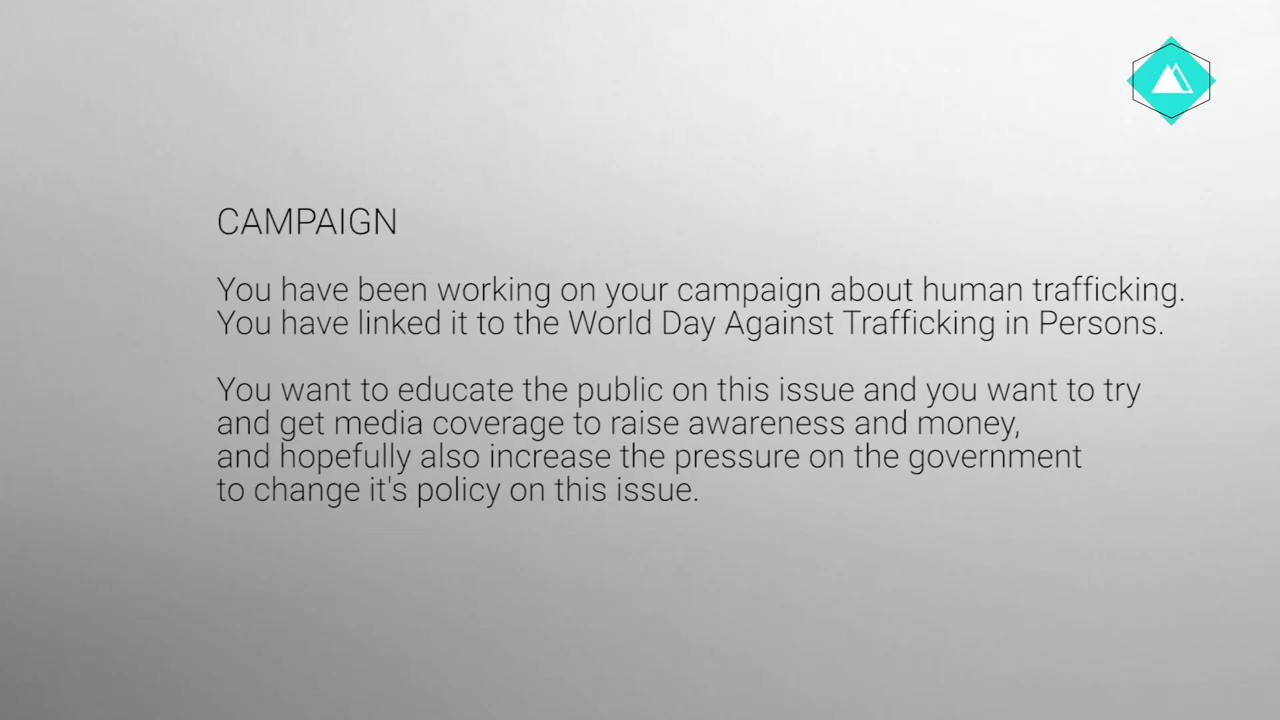 CAMPAIGN
You have been working on your campaign about human trafficking.
You have linked it to the World Day Against Trafficking in Persons.
You want to educate the public on this issue and you want to try
and get media coverage to raise awareness and money,
and hopefully also increase the pressure on the government
to change it's policy on this issue.